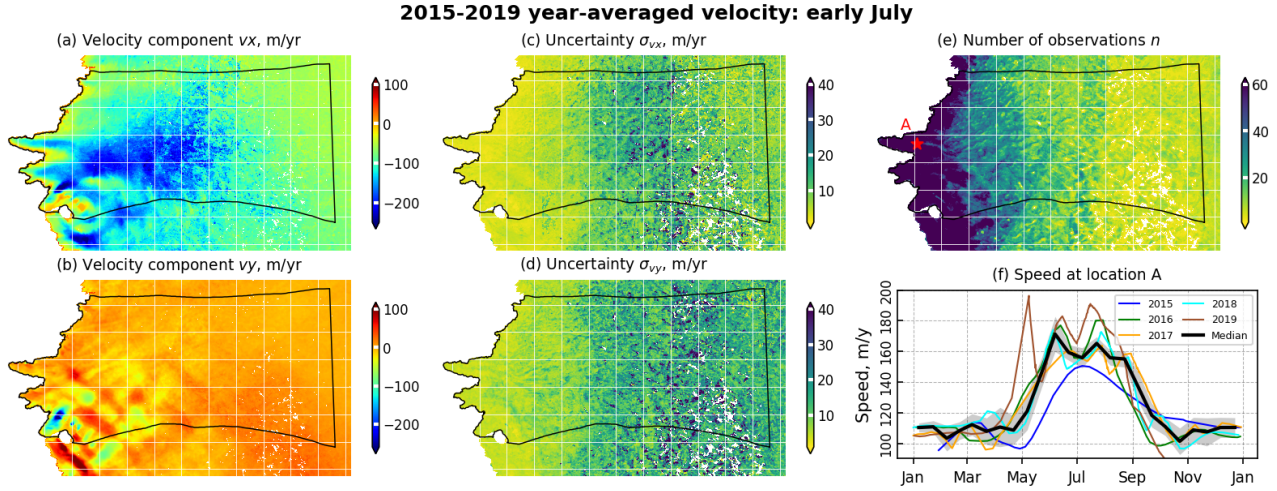 2015-2019 year-averaged velocity: early July
(a) Velocity component vx, m/yr
(c) Uncertainty σvx, m/yr
(e) Number of observations n
100
0
−100
−200
40
30
20
10
60
40
20
A
(b) Velocity component vy, m/yr
(d) Uncertainty σvy, m/yr
(f) Speed at location A
100
0
−100
−200
40
30
20
10
Speed, m/y
200
180
160
140
120
100
2015
2016
2017
2018
2019
Median
Jan Mar May Jul Sep Nov Jan